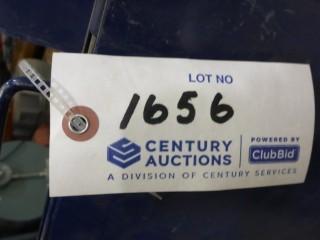 LOT NO
1656
CENTURY AUCTIONS
POWERED BY
ClubBid
A DIVISION OF CENTURY SERVICES